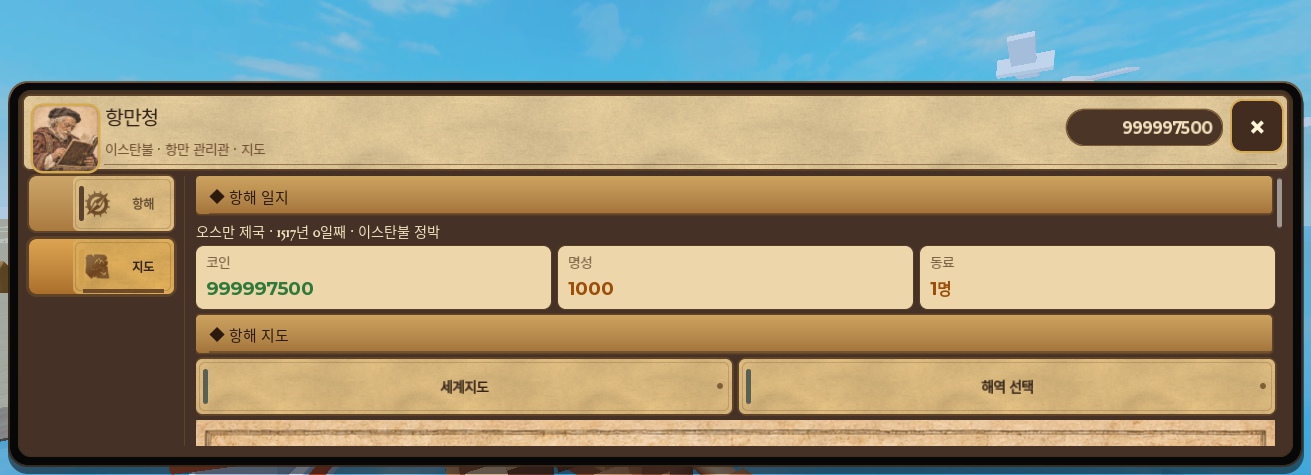 항만청
이스탄불 · 항만 관리관 · 지도
999997500
×
항해
지도
◆ 항해 일지
오스만 제국 · 1517년 0일째 · 이스탄불 정박
코인
999997500
명성
1000
동료
1명
◆ 항해 지도
세계지도
해역 선택